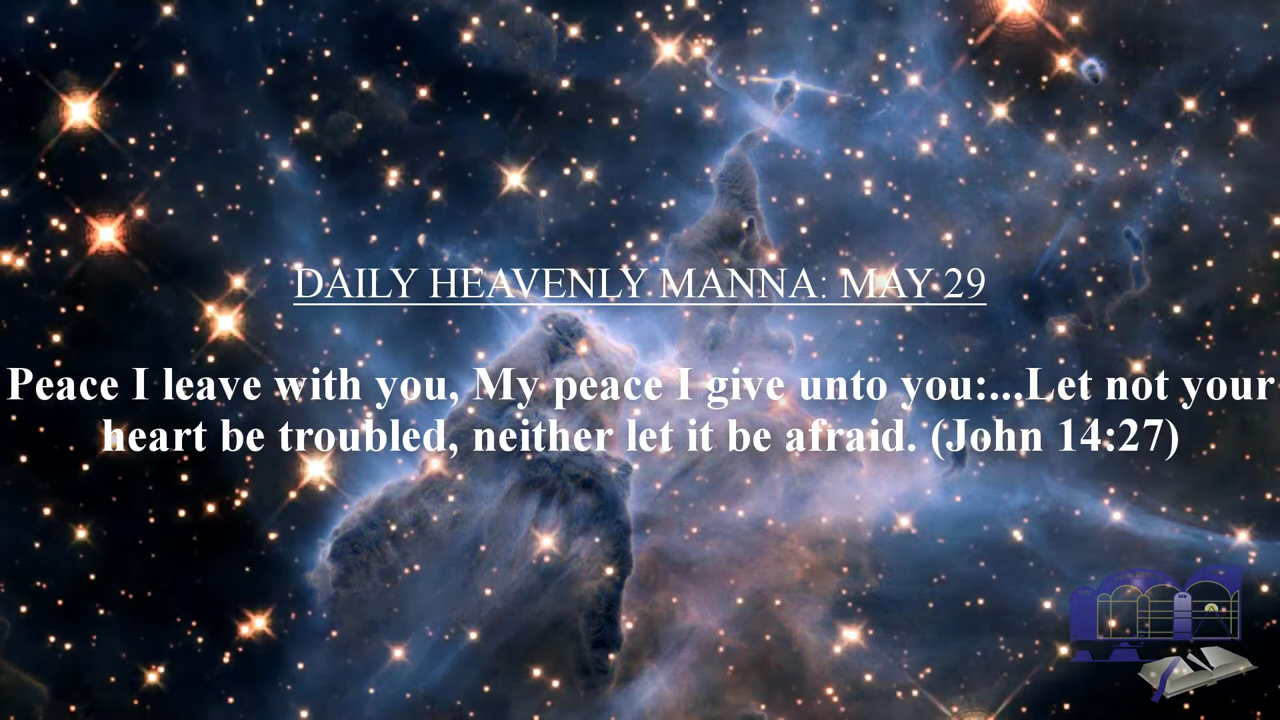 DAILY HEAVENLY MANNA: MAY 29
Peace I leave with you, My peace I give unto you:...Let not your
heart be troubled, neither let it be afraid. (John 14:27)